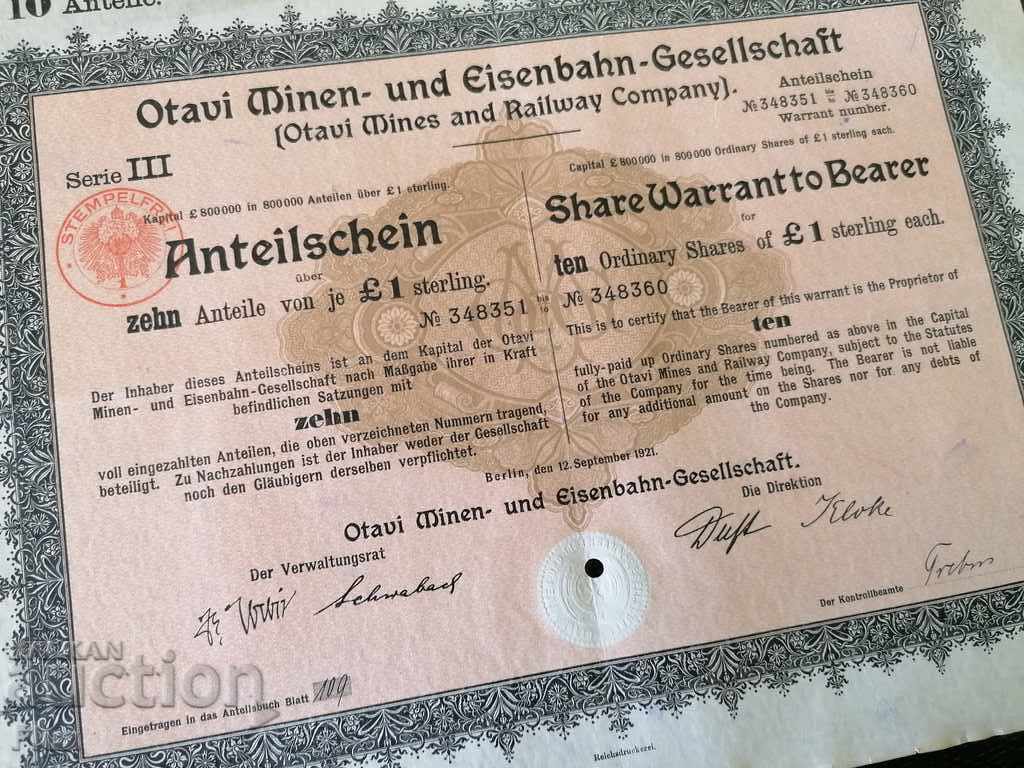 10 Anteile.
Otavi Minen- und Eisenbahn-Gesellschaft
(Otavi Mines and Railway Company).
Anteilschein
№ 348351 bis to № 348360
Warrant number.
Serie III
STEMPELFREI
Kapital £ 800000 in 800000 Anteilen über £ 1 sterling.
Anteilschein
über
zehn Anteile von je £ 1 sterling.
Capital £ 800000 in 800000 Ordinary Shares of £ 1 sterling each.
Share Warrant to Bearer
for
ten Ordinary Shares of £ 1 sterling each.
№ 348351 bis to № 348360
Der Inhaber dieses Anteilscheins ist an dem Kapital der Otavi
Minen- und Eisenbahn-Gesellschaft nach Maßgabe ihrer in Kraft
befindlichen Satzungen mit
zehn
voll eingezahlten Anteilen, die oben verzeichneten Nummern tragend,
beteiligt. Zu Nachzahlungen ist der Inhaber weder der Gesellschaft
noch den Gläubigern derselben verpflichtet.
This is to certify that the Bearer of this warrant is the Proprietor of
ten
fully-paid up Ordinary Shares numbered as above in the Capital
of the Otavi Mines and Railway Company, subject to the Statutes
of the Company for the time being. The Bearer is not liable
for any additional amount on the Shares nor for any debts of
the Company.
Berlin, den 12. September 1921.
Otavi Minen- und Eisenbahn-Gesellschaft.
Der Verwaltungsrat
Die Direktion
Schwabach
Der Kontrollbeamte
Eingetragen in das Anteilsbuch Blatt 109
Reichsdruckerei.
BALKAN
auction